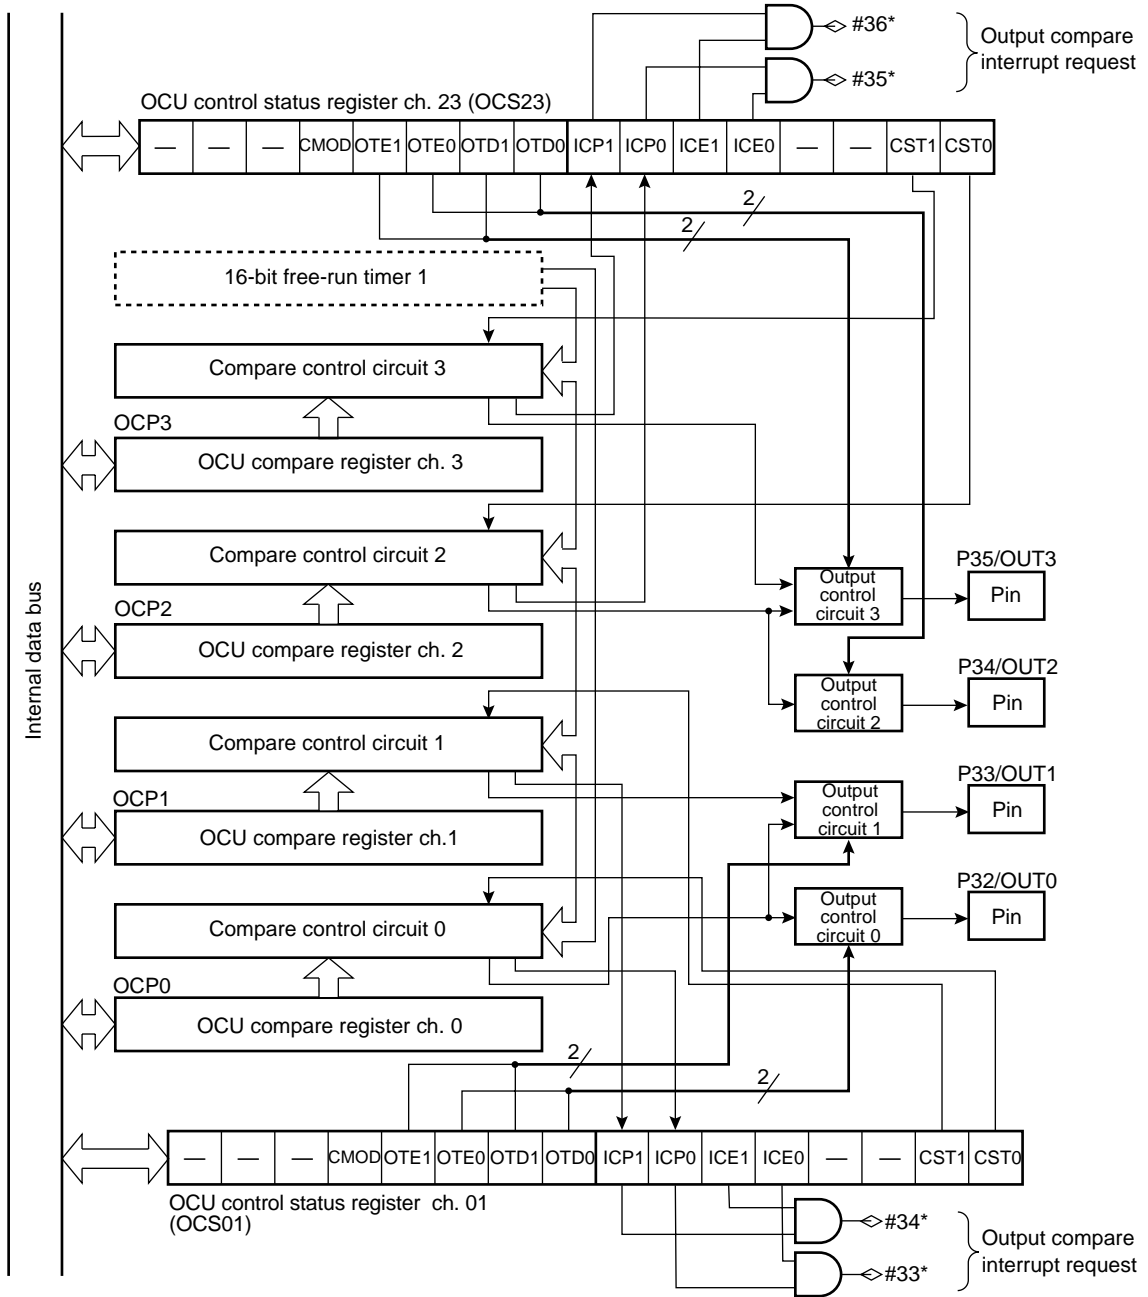 #36*
Output compare
interrupt request
#35*
OCU control status register ch. 23 (OCS23)
— — — CMOD OTE1 OTE0 OTD1 OTD0 ICP1 ICP0 ICE1 ICE0 — — CST1 CST0
2
2
16-bit free-run timer 1
Compare control circuit 3
OCP3
OCU compare register ch. 3
Compare control circuit 2
OCP2
OCU compare register ch. 2
Compare control circuit 1
OCP1
OCU compare register ch.1
Compare control circuit 0
OCP0
OCU compare register ch. 0
Internal data bus
Output
control
circuit 3
P35/OUT3
Pin
Output
control
circuit 2
P34/OUT2
Pin
Output
control
circuit 1
P33/OUT1
Pin
Output
control
circuit 0
P32/OUT0
Pin
2
2
— — — CMOD OTE1 OTE0 OTD1 OTD0 ICP1 ICP0 ICE1 ICE0 — — CST1 CST0
OCU control status register ch. 01
(OCS01)
#34*
Output compare
interrupt request
#33*